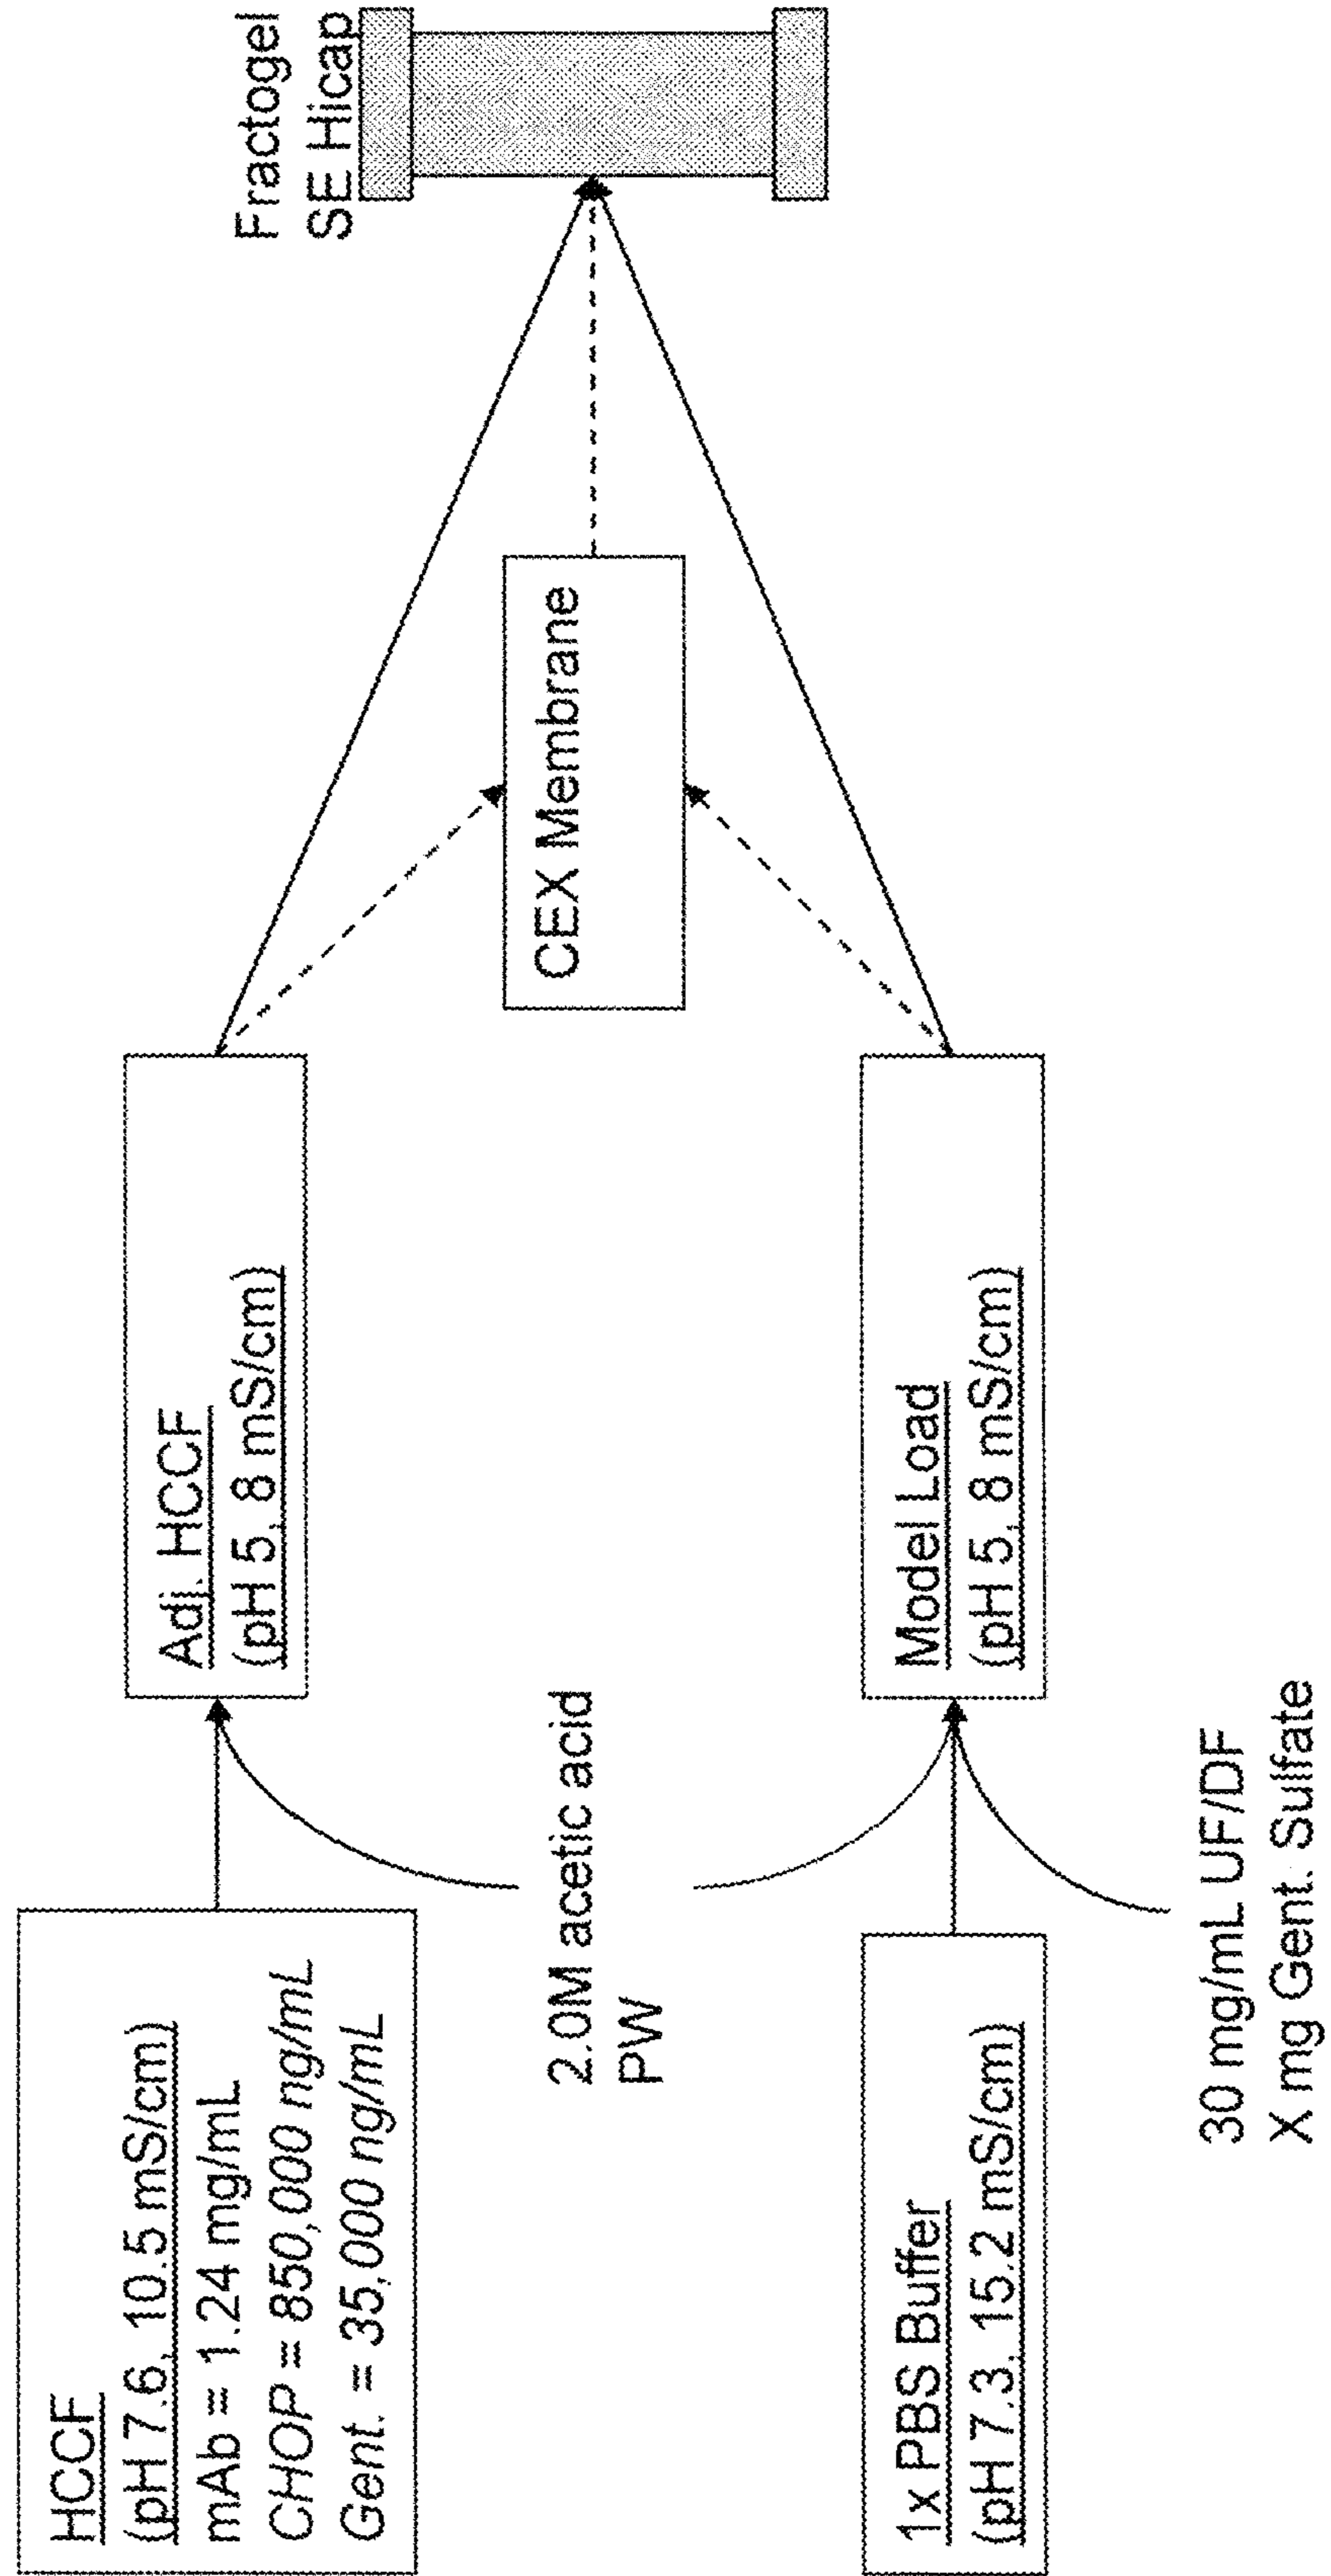 HCCF
(pH 7.6, 10.5 mS/cm)
mAb = 1.24 mg/mL
CHOP = 850,000 ng/mL
Gent. = 35,000 ng/mL
2.0M acetic acid
PW
1x PBS Buffer
(pH 7.3, 15.2 mS/cm)
30 mg/mL UF/DF
X mg Gent. Sulfate
Adj. HCCF
(pH 5, 8 mS/cm)
Model Load
(pH 5, 8 mS/cm)
CEX Membrane
Fractogel
SE Hicap